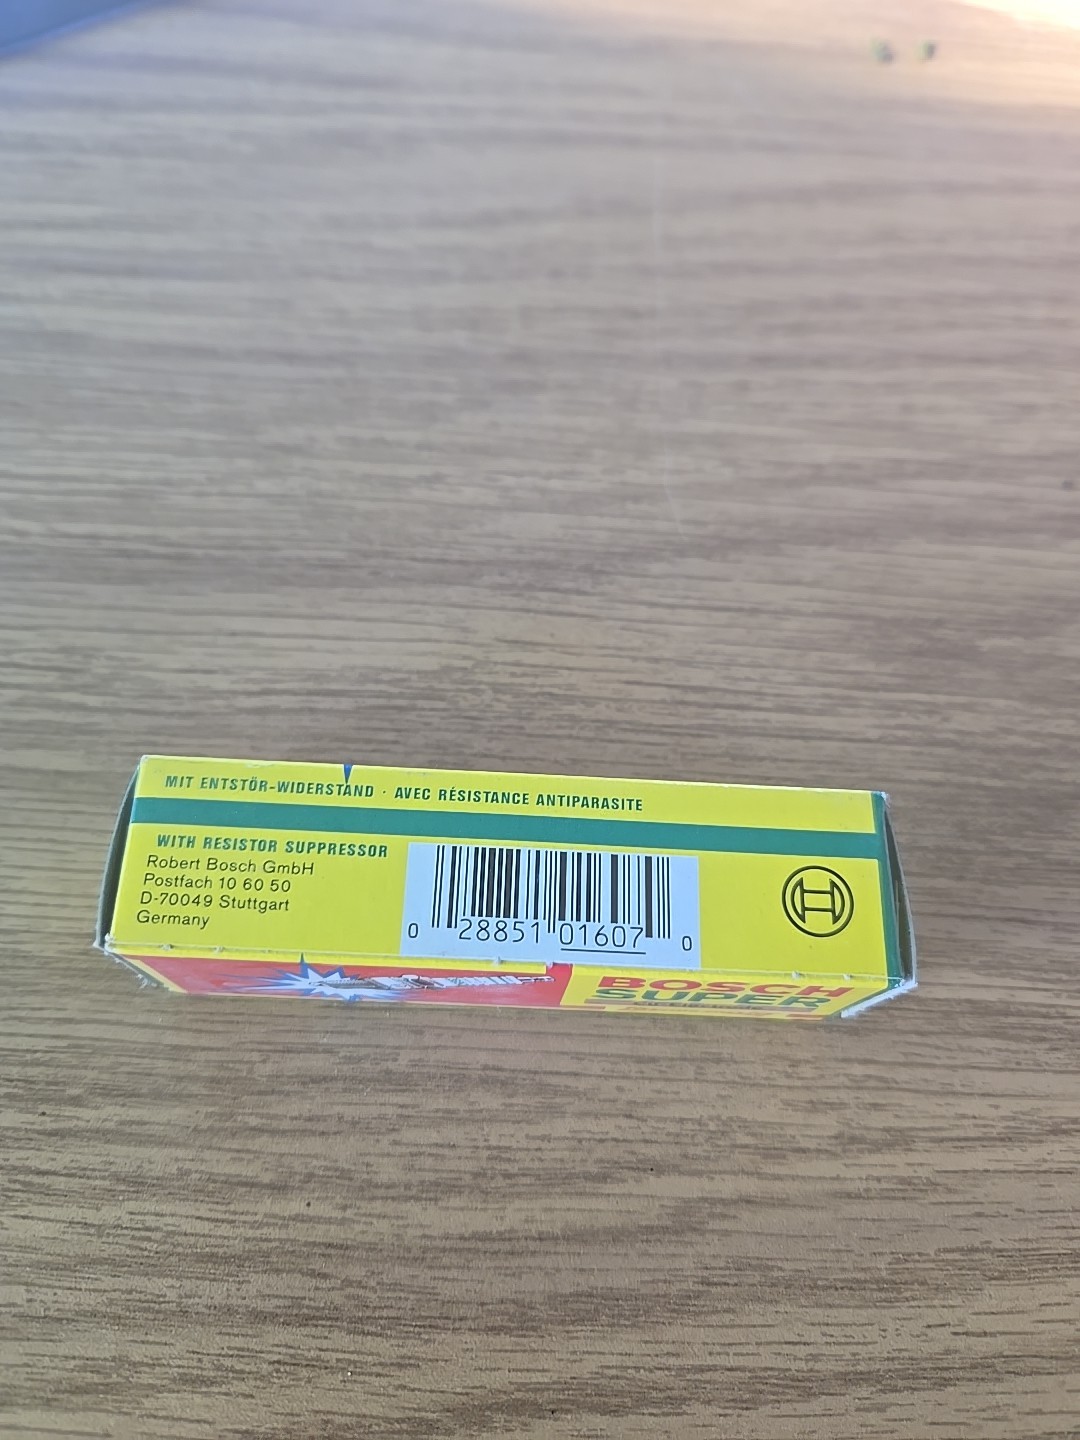 MIT ENTSTÖR-WIDERSTAND · AVEC RÉSISTANCE ANTIPARASITE
WITH RESISTOR SUPPRESSOR
Robert Bosch GmbH
Postfach 10 60 50
D-70049 Stuttgart
Germany
0 28851 01607 0
BOSCH
SUPER